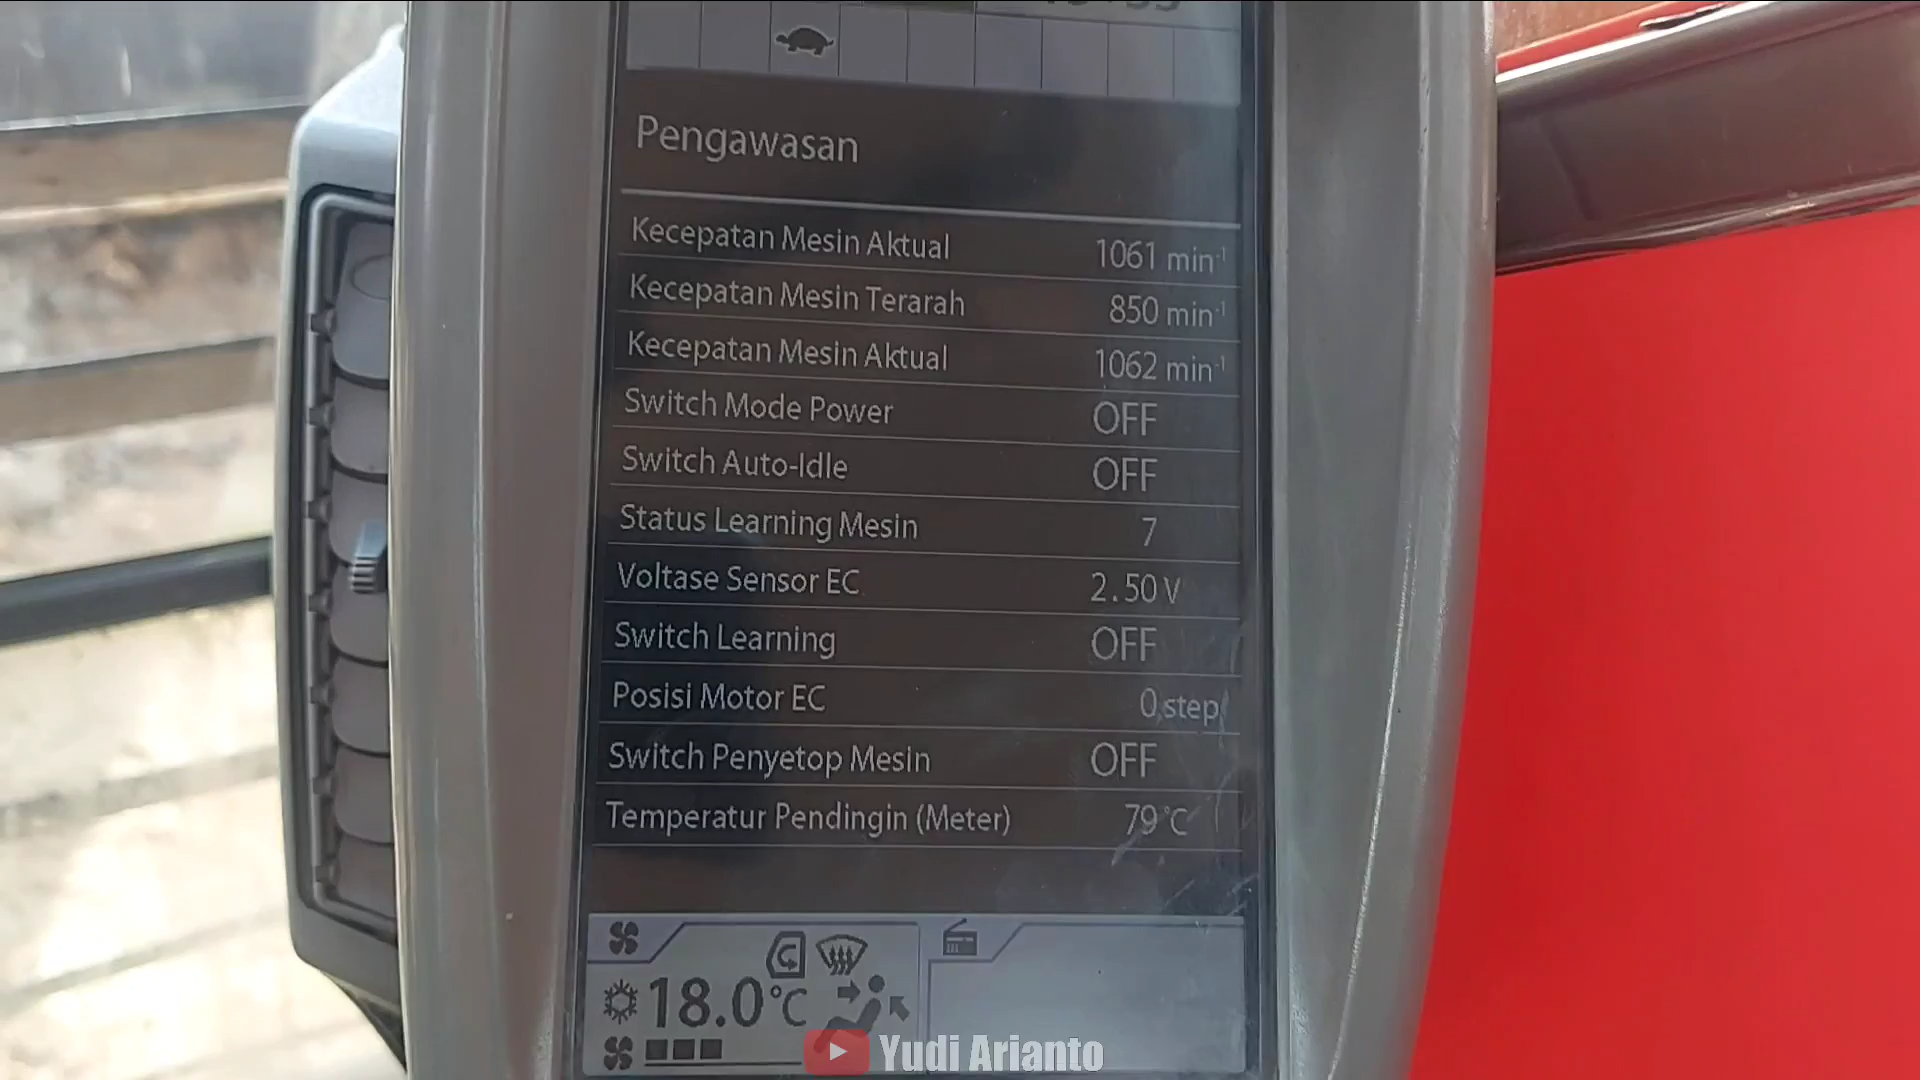 Pengawasan
Kecepatan Mesin Aktual 1061 min-1
Kecepatan Mesin Terarah 850 min-1
Kecepatan Mesin Aktual 1062 min-1
Switch Mode Power OFF
Switch Auto-Idle OFF
Status Learning Mesin 7
Voltase Sensor EC 2.50 V
Switch Learning OFF
Posisi Motor EC 0 step
Switch Penyetop Mesin OFF
Temperatur Pendingin (Meter) 79 °C
18.0°C
Yudi Arianto